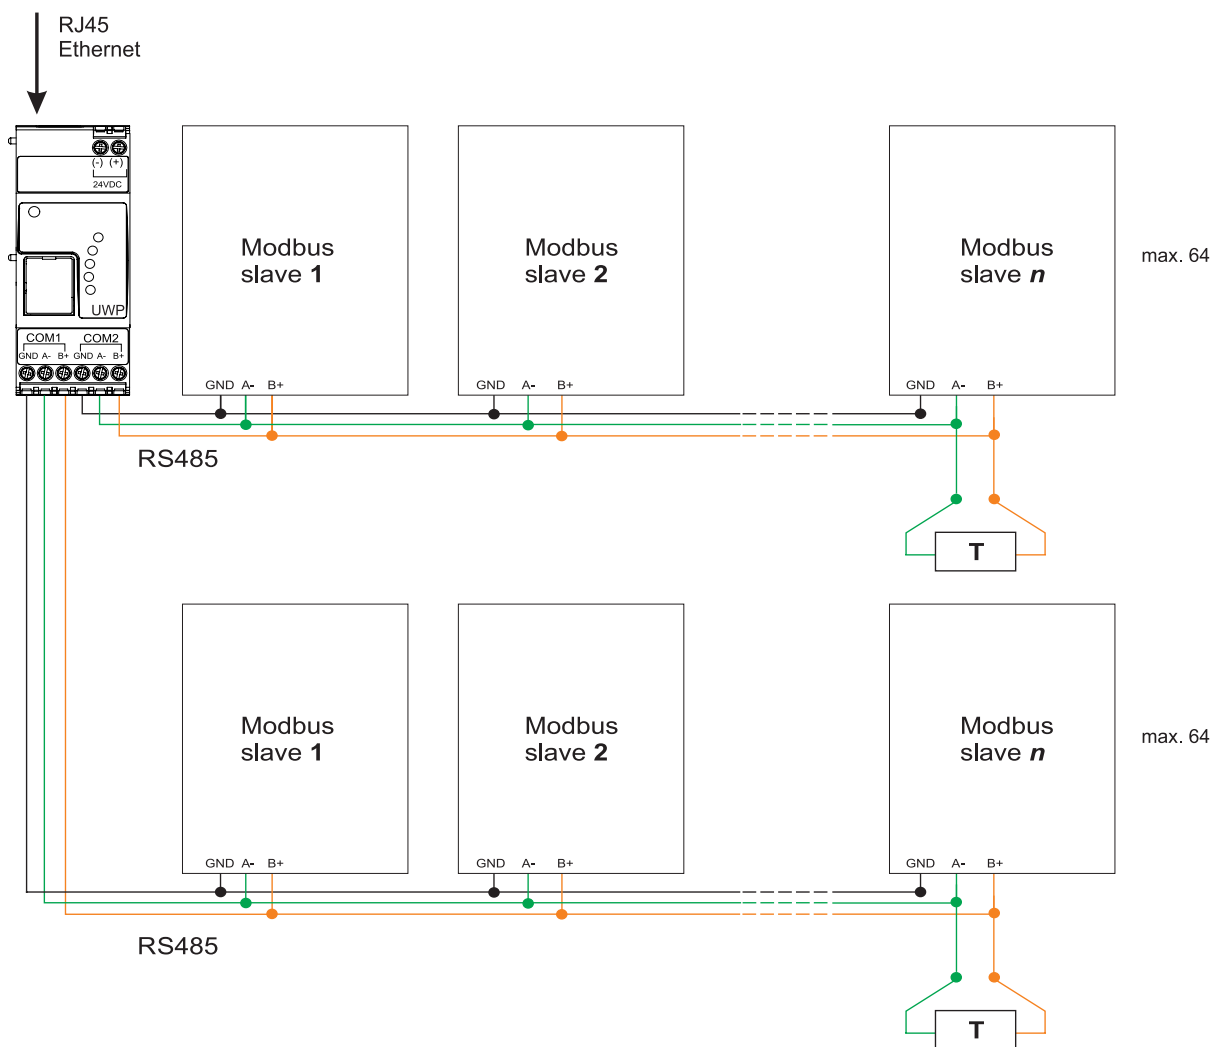 RJ45
Ethernet
(-) (+)
24VDC
UWP
COM1 COM2
GND A- B+ GND A- B+
Modbus
slave 1
Modbus
slave 2
Modbus
slave n
max. 64
GND A- B+
GND A- B+
GND A- B+
RS485
T
Modbus
slave 1
Modbus
slave 2
Modbus
slave n
max. 64
GND A- B+
GND A- B+
GND A- B+
RS485
T